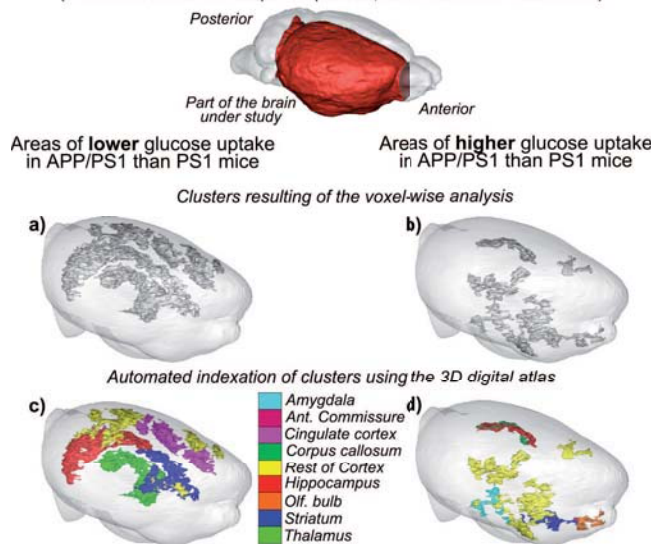 Posterior
Part of the brain
under study
Anterior
Areas of lower glucose uptake
in APP/PS1 than PS1 mice
Areas of higher glucose uptake
in APP/PS1 than PS1 mice
Clusters resulting of the voxel-wise analysis
a)
b)
Automated indexation of clusters using the 3D digital atlas
c)
Amygdala
Ant. Commissure
Cingulate cortex
Corpus callosum
Rest of Cortex
Hippocampus
Olf. bulb
Striatum
Thalamus
d)